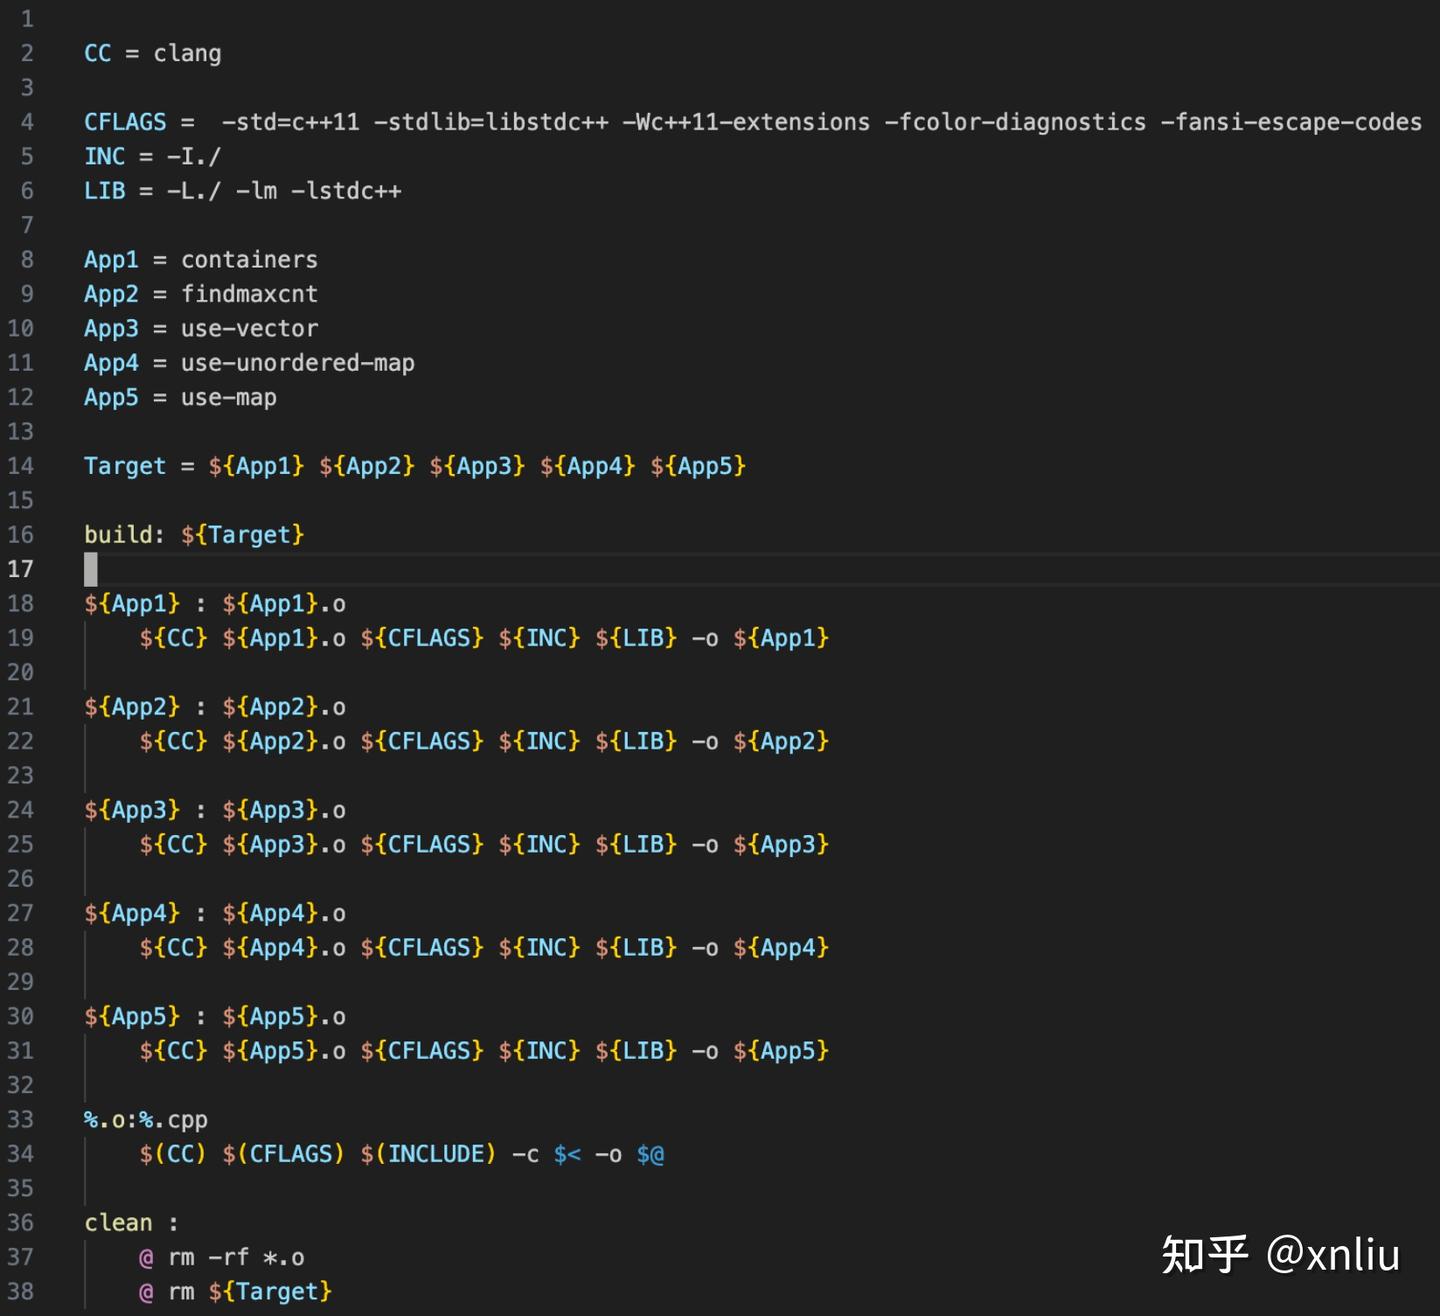 1
2 CC = clang
3
4 CFLAGS =  -std=c++11 -stdlib=libstdc++ -Wc++11-extensions -fcolor-diagnostics -fansi-escape-codes
5 INC = -I./
6 LIB = -L./ -lm -lstdc++
7
8 App1 = containers
9 App2 = findmaxcnt
10 App3 = use-vector
11 App4 = use-unordered-map
12 App5 = use-map
13
14 Target = ${App1} ${App2} ${App3} ${App4} ${App5}
15
16 build: ${Target}
17
18 ${App1} : ${App1}.o
19     ${CC} ${App1}.o ${CFLAGS} ${INC} ${LIB} -o ${App1}
20
21 ${App2} : ${App2}.o
22     ${CC} ${App2}.o ${CFLAGS} ${INC} ${LIB} -o ${App2}
23
24 ${App3} : ${App3}.o
25     ${CC} ${App3}.o ${CFLAGS} ${INC} ${LIB} -o ${App3}
26
27 ${App4} : ${App4}.o
28     ${CC} ${App4}.o ${CFLAGS} ${INC} ${LIB} -o ${App4}
29
30 ${App5} : ${App5}.o
31     ${CC} ${App5}.o ${CFLAGS} ${INC} ${LIB} -o ${App5}
32
33 %.o:%.cpp
34     $(CC) $(CFLAGS) $(INCLUDE) -c $< -o $@
35
36 clean :
37     @ rm -rf *.o
38     @ rm ${Target}
知乎 @xnliu